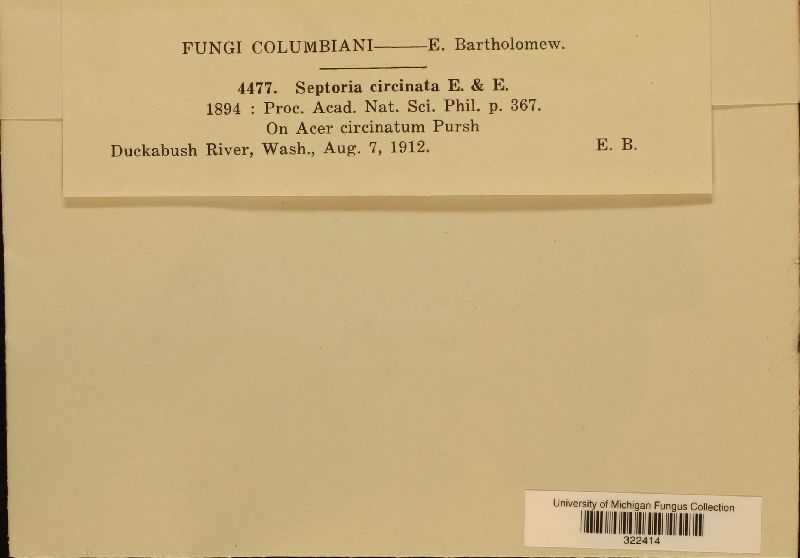 FUNGI COLUMBIANI———E. Bartholomew.
4477. Septoria circinata E. & E.
1894 : Proc. Acad. Nat. Sci. Phil. p. 367.
On Acer circinatum Pursh
Duckabush River, Wash., Aug. 7, 1912. E. B.
University of Michigan Fungus Collection
322414